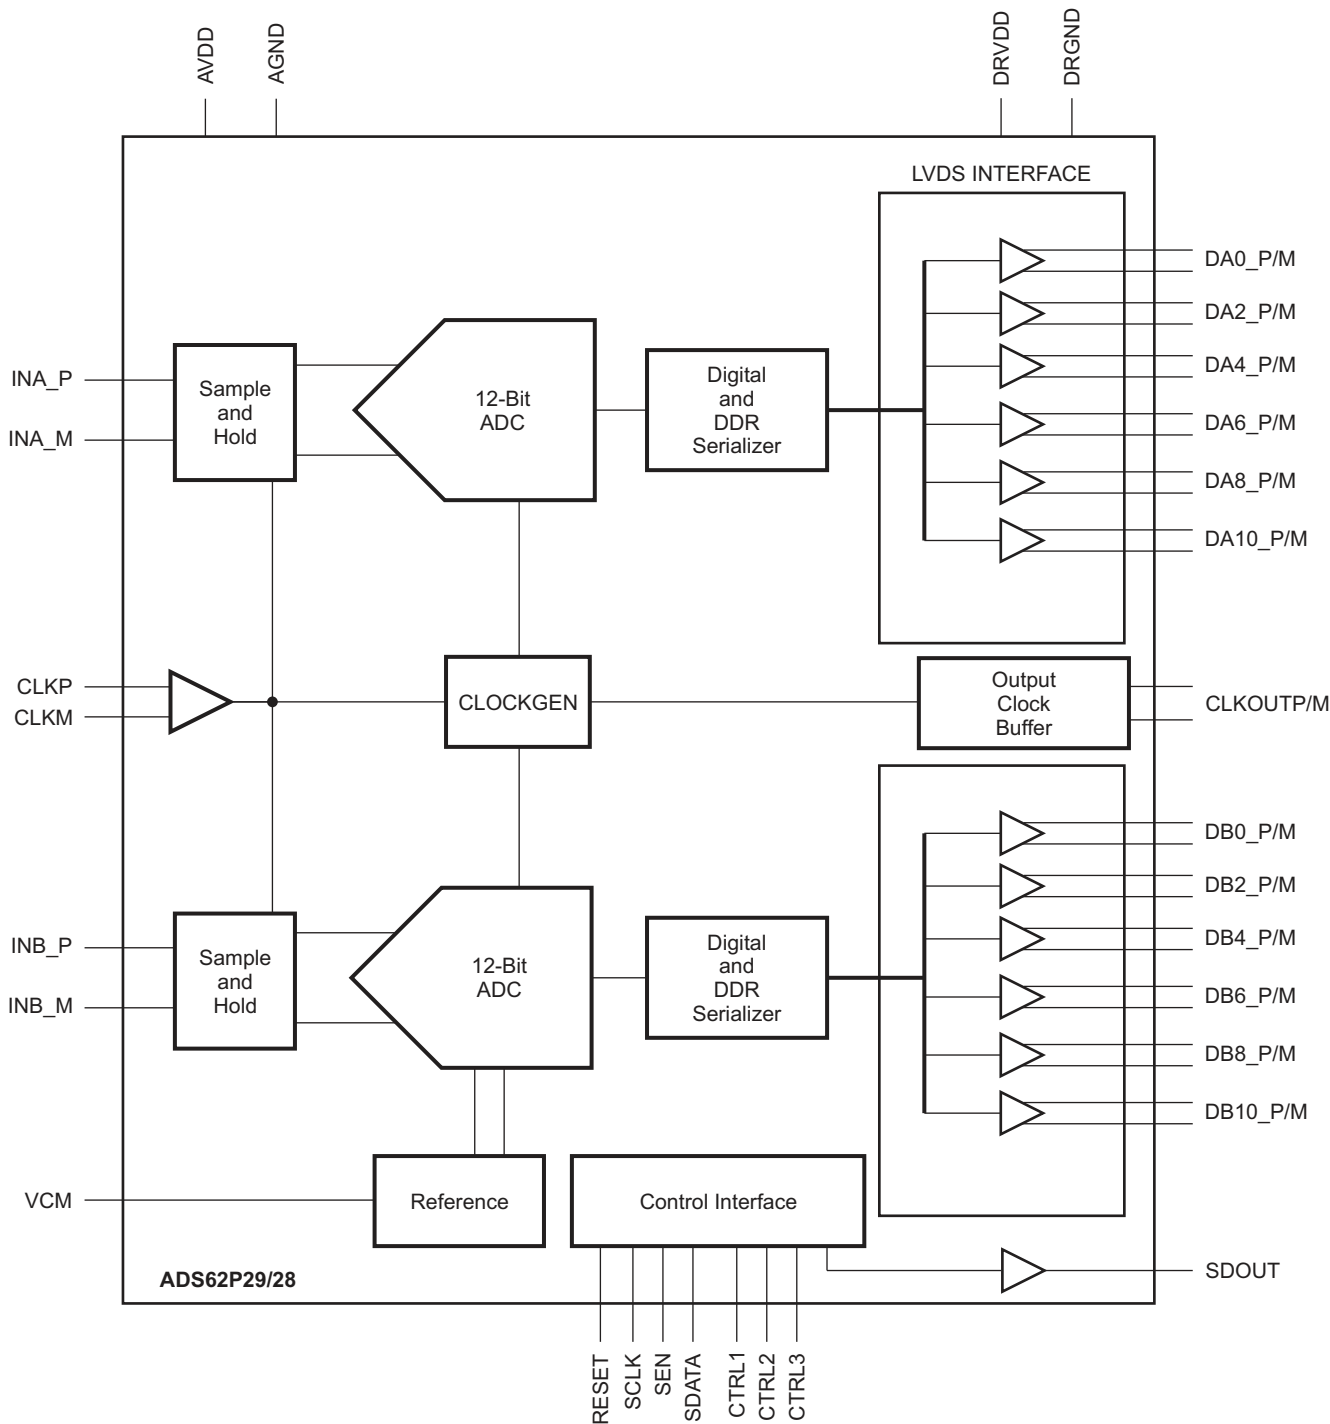 AVDD
AGND
DRVDD
DRGND
LVDS INTERFACE
DA0_P/M
DA2_P/M
DA4_P/M
DA6_P/M
DA8_P/M
DA10_P/M
INA_P
INA_M
Sample
and
Hold
12-Bit
ADC
Digital
and
DDR
Serializer
CLKP
CLKM
CLOCKGEN
Output
Clock
Buffer
CLKOUTP/M
INB_P
INB_M
Sample
and
Hold
12-Bit
ADC
Digital
and
DDR
Serializer
DB0_P/M
DB2_P/M
DB4_P/M
DB6_P/M
DB8_P/M
DB10_P/M
VCM
Reference
Control Interface
SDOUT
ADS62P29/28
RESET
SCLK
SEN
SDATA
CTRL1
CTRL2
CTRL3